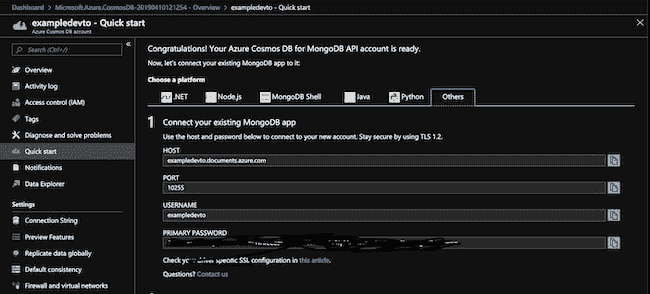 Dashboard > Microsoft.Azure.CosmosDB-20190410121254 - Overview > exampledevto - Quick start
exampledevto - Quick start
Azure Cosmos DB account
Search (Ctrl+/)
Overview
Activity log
Access control (IAM)
Tags
Diagnose and solve problems
Quick start
Notifications
Data Explorer
Settings
Connection String
Preview Features
Replicate data globally
Default consistency
Firewall and virtual networks
Congratulations! Your Azure Cosmos DB for MongoDB API account is ready.
Now, let's connect your existing MongoDB app to it:
Choose a platform
.NET
Node.js
MongoDB Shell
Java
Python
Others
1 Connect your existing MongoDB app
Use the host and password below to connect to your new account. Stay secure by using TLS 1.2.
HOST
exampledevto.documents.azure.com
PORT
10255
USERNAME
exampledevto
PRIMARY PASSWORD
Check driver specific SSL configuration in this article.
Questions? Contact us